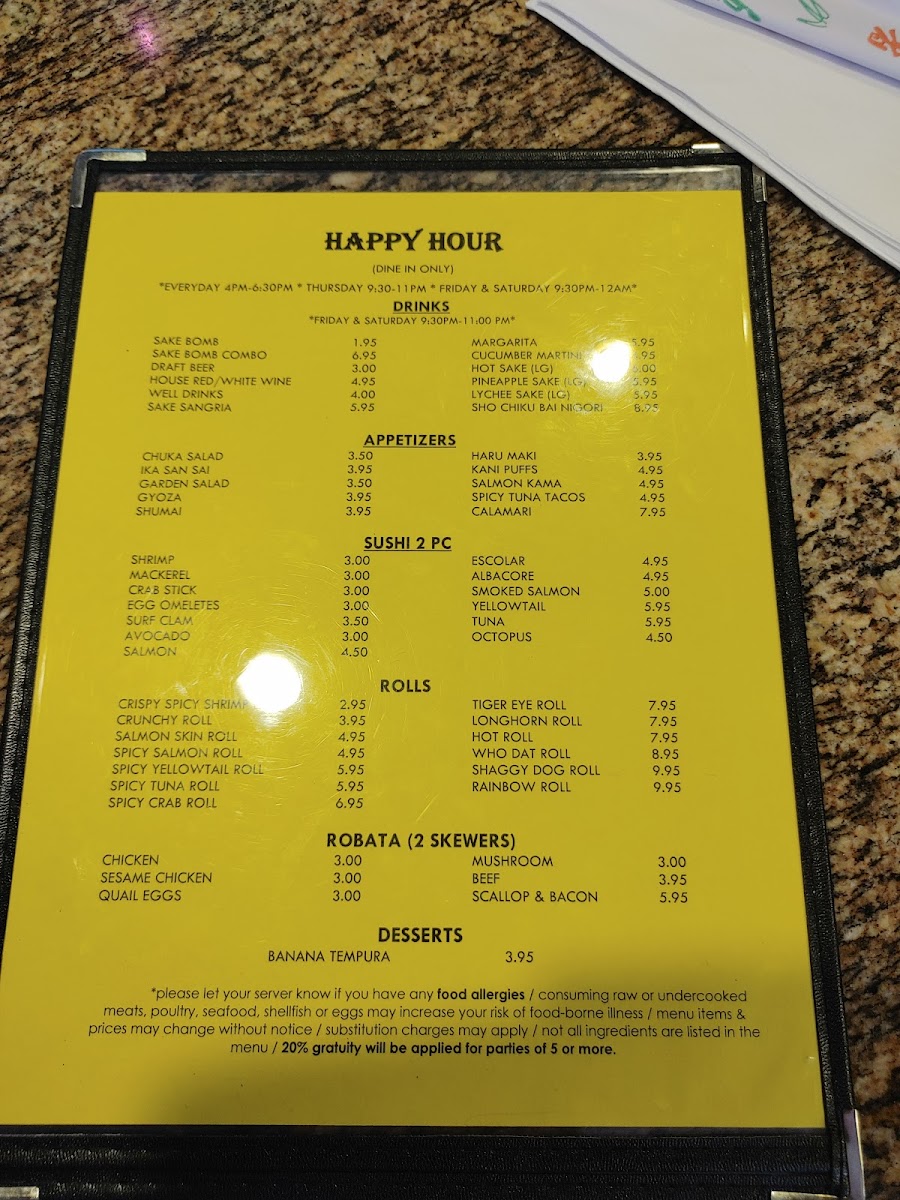 HAPPY HOUR
(DINE IN ONLY)
*EVERYDAY 4PM-6:30PM * THURSDAY 9:30-11PM * FRIDAY & SATURDAY 9:30PM-12AM*
DRINKS
*FRIDAY & SATURDAY 9:30PM-11:00 PM*
SAKE BOMB 1.95 MARGARITA 5.95
SAKE BOMB COMBO 6.95 CUCUMBER MARTINI .95
DRAFT BEER 3.00 HOT SAKE (LG) .00
HOUSE RED/WHITE WINE 4.95 PINEAPPLE SAKE (LG) 5.95
WELL DRINKS 4.00 LYCHEE SAKE (LG) 5.95
SAKE SANGRIA 5.95 SHO CHIKU BAI NIGORI 8.95
APPETIZERS
CHUKA SALAD 3.50 HARU MAKI 3.95
IKA SAN SAI 3.95 KANI PUFFS 4.95
GARDEN SALAD 3.50 SALMON KAMA 4.95
GYOZA 3.95 SPICY TUNA TACOS 4.95
SHUMAI 3.95 CALAMARI 7.95
SUSHI 2 PC
SHRIMP 3.00 ESCOLAR 4.95
MACKEREL 3.00 ALBACORE 4.95
CRAB STICK 3.00 SMOKED SALMON 5.00
EGG OMELETES 3.00 YELLOWTAIL 5.95
SURF CLAM 3.50 TUNA 5.95
AVOCADO 3.00 OCTOPUS 4.50
SALMON 4.50
ROLLS
CRISPY SPICY SHRIMP 2.95 TIGER EYE ROLL 7.95
CRUNCHY ROLL 3.95 LONGHORN ROLL 7.95
SALMON SKIN ROLL 4.95 HOT ROLL 7.95
SPICY SALMON ROLL 4.95 WHO DAT ROLL 8.95
SPICY YELLOWTAIL ROLL 5.95 SHAGGY DOG ROLL 9.95
SPICY TUNA ROLL 5.95 RAINBOW ROLL 9.95
SPICY CRAB ROLL 6.95
ROBATA (2 SKEWERS)
CHICKEN 3.00 MUSHROOM 3.00
SESAME CHICKEN 3.00 BEEF 3.95
QUAIL EGGS 3.00 SCALLOP & BACON 5.95
DESSERTS
BANANA TEMPURA 3.95
*please let your server know if you have any food allergies / consuming raw or undercooked
meats, poultry, seafood, shellfish or eggs may increase your risk of food-borne illness / menu items &
prices may change without notice / substitution charges may apply / not all ingredients are listed in the
menu / 20% gratuity will be applied for parties of 5 or more.